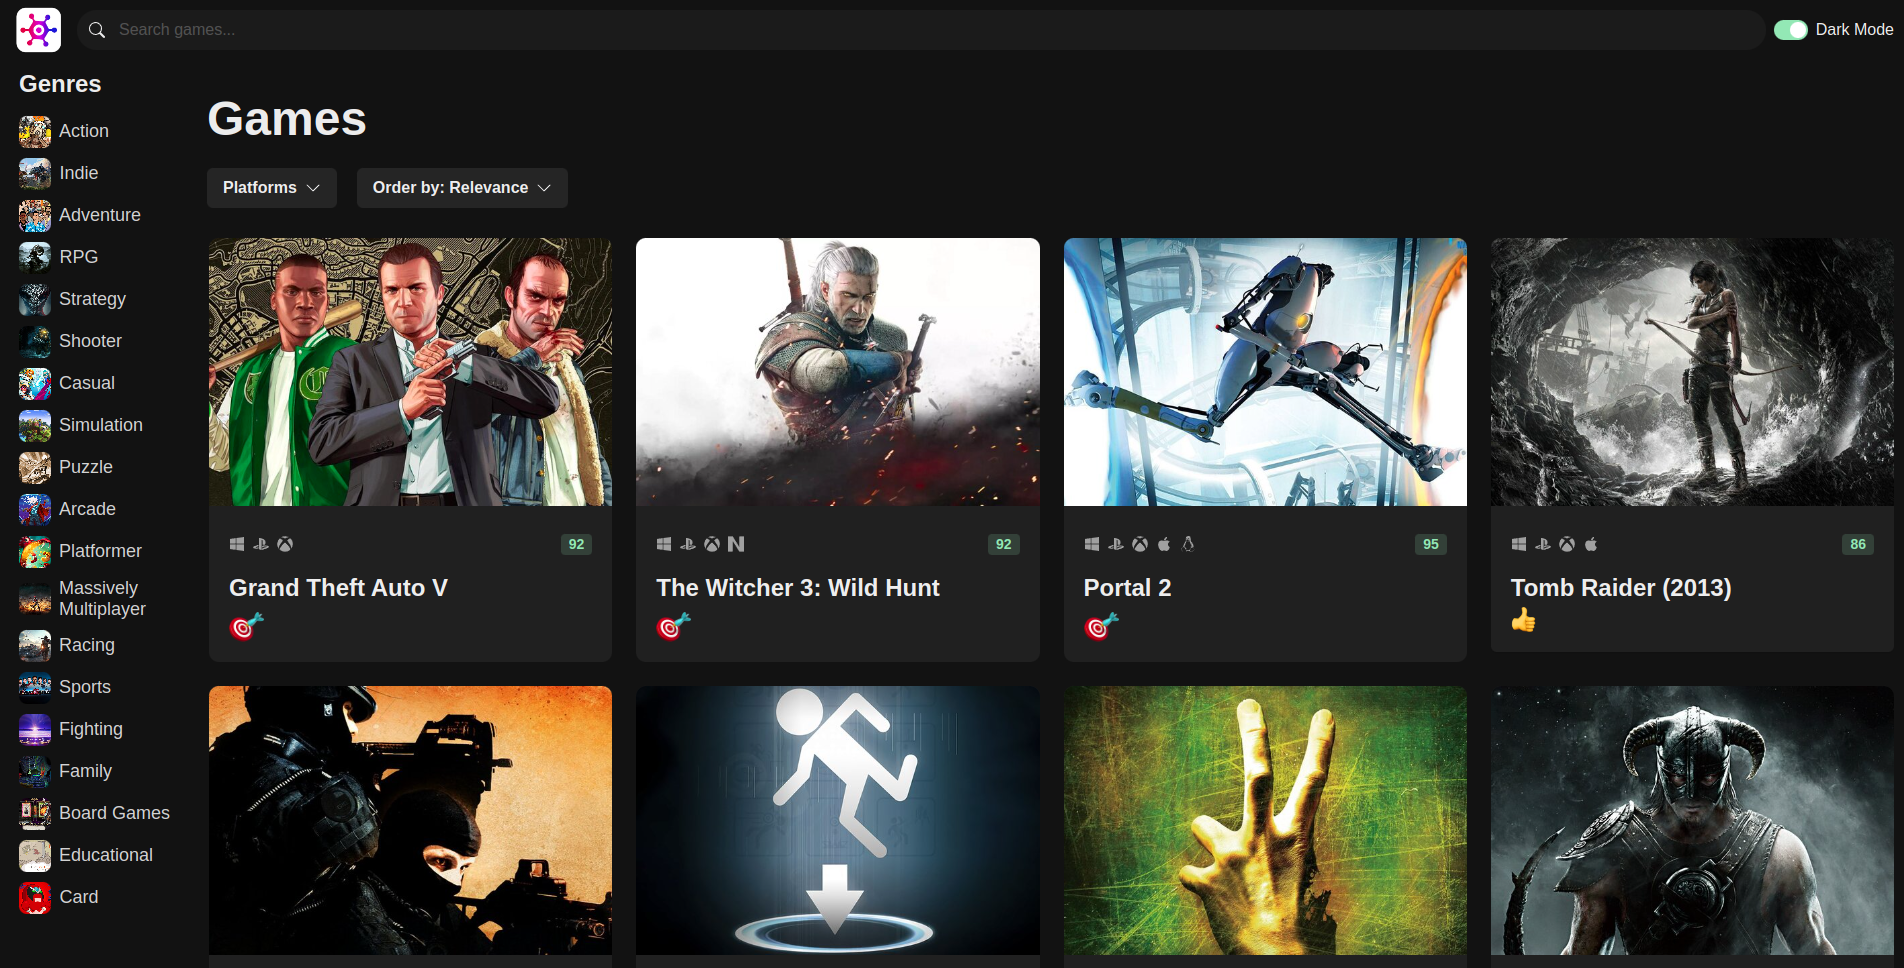 Search games...
Dark Mode
Genres
Action
Indie
Adventure
RPG
Strategy
Shooter
Casual
Simulation
Puzzle
Arcade
Platformer
Massively
Multiplayer
Racing
Sports
Fighting
Family
Board Games
Educational
Card
Games
Platforms
Order by: Relevance
92
Grand Theft Auto V
92
The Witcher 3: Wild Hunt
95
Portal 2
86
Tomb Raider (2013)